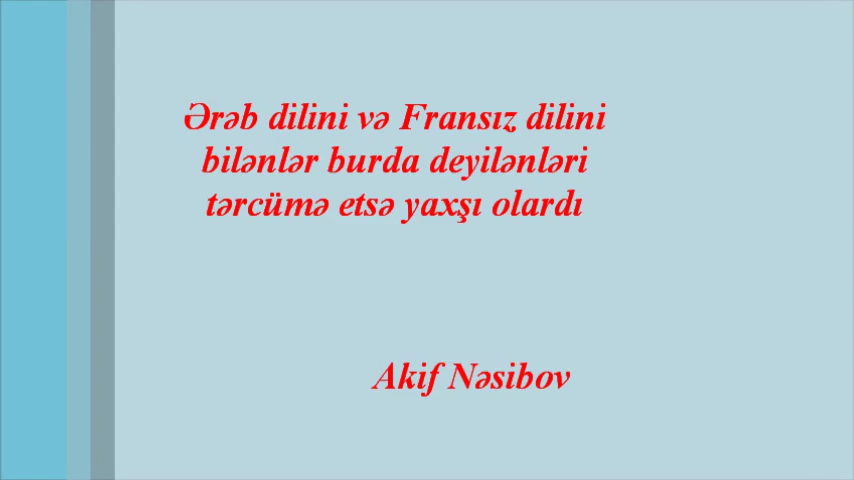 Ərəb dilini və Fransız dilini
bilənlər burda deyilənləri
tərcümə etsə yaxşı olardı
Akif Nəsibov